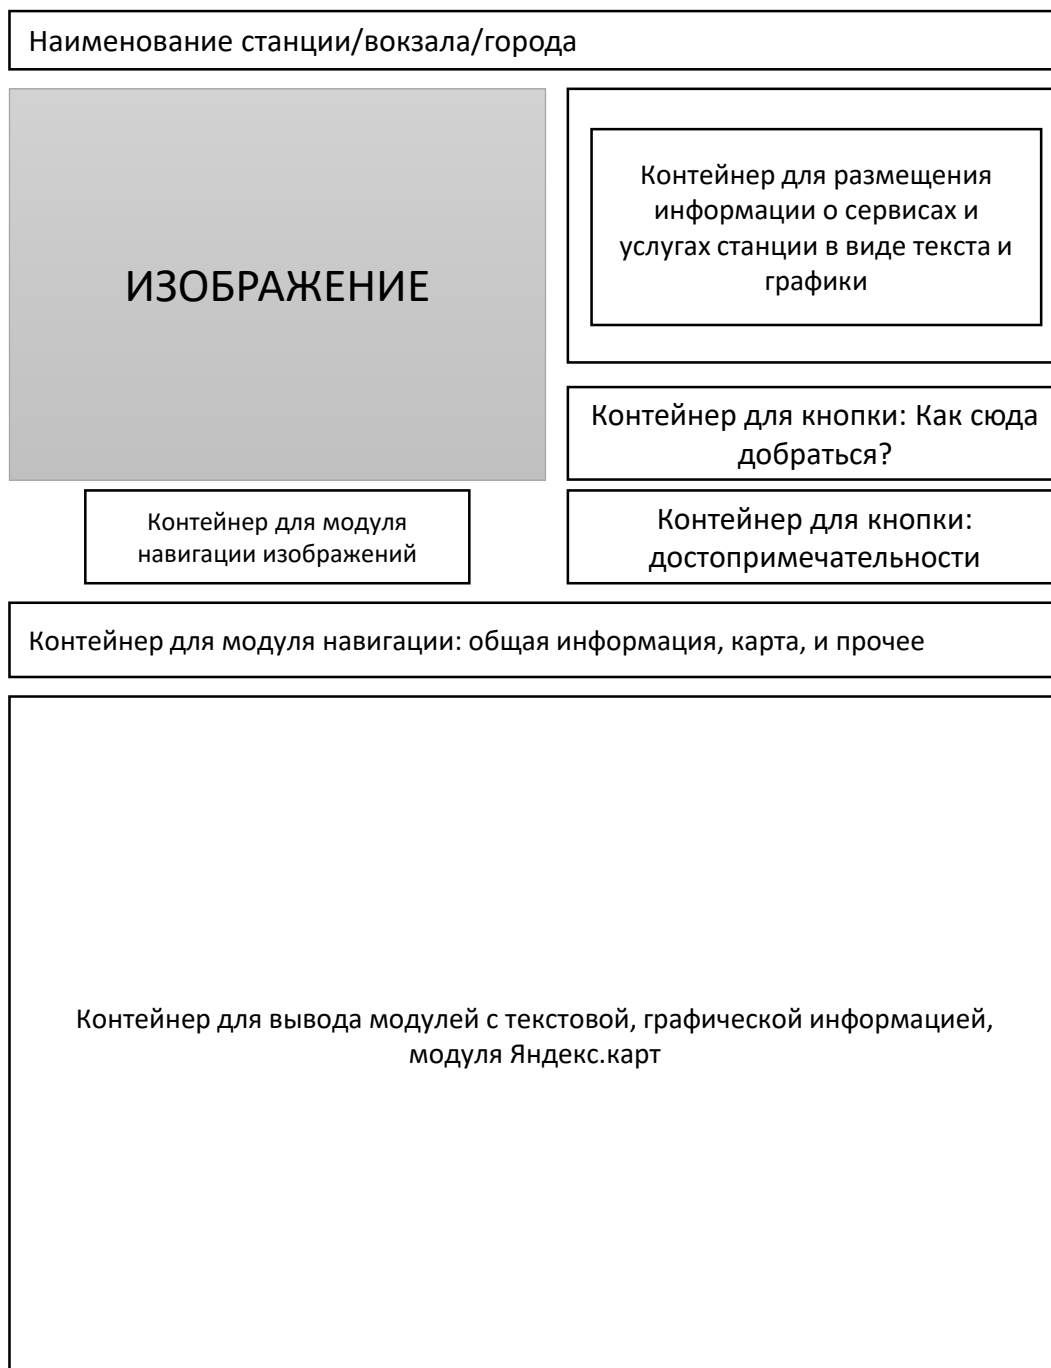 Наименование станции/вокзала/города
ИЗОБРАЖЕНИЕ
Контейнер для размещения
информации о сервисах и
услугах станции в виде текста и
графики
Контейнер для кнопки: Как сюда
добраться?
Контейнер для модуля
навигации изображений
Контейнер для кнопки:
достопримечательности
Контейнер для модуля навигации: общая информация, карта, и прочее
Контейнер для вывода модулей с текстовой, графической информацией,
модуля Яндекс.карт